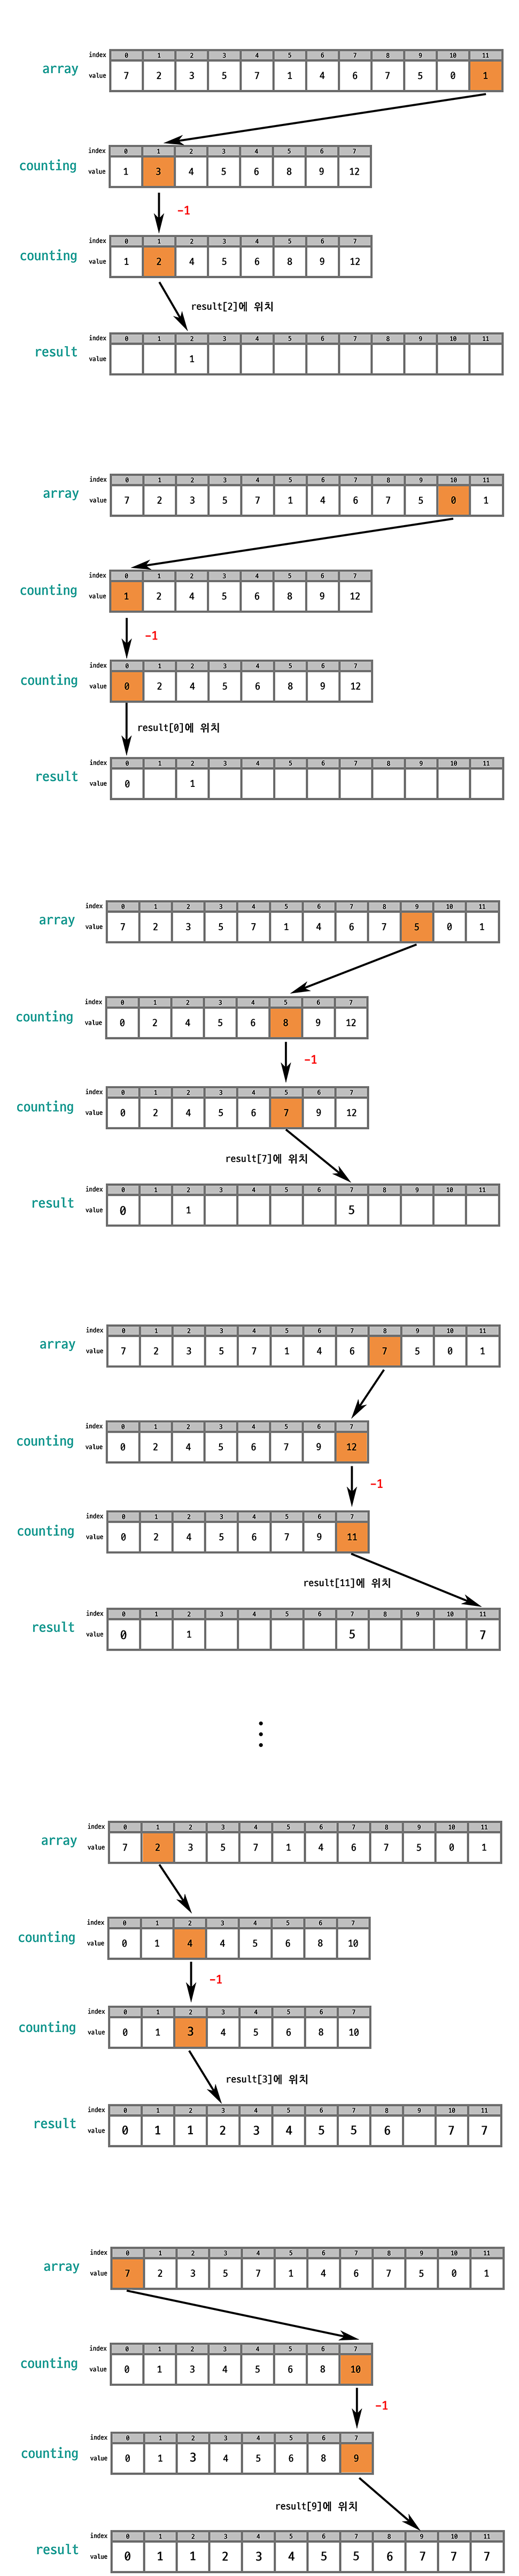 index 0 1 2 3 4 5 6 7 8 9 10 11
array value 7 2 3 5 7 1 4 6 7 5 0 1
index 0 1 2 3 4 5 6 7
counting value 1 3 4 5 6 8 9 12
-1
index 0 1 2 3 4 5 6 7
counting value 1 2 4 5 6 8 9 12
result[2]에 위치
index 0 1 2 3 4 5 6 7 8 9 10 11
result value 1
index 0 1 2 3 4 5 6 7 8 9 10 11
array value 7 2 3 5 7 1 4 6 7 5 0 1
index 0 1 2 3 4 5 6 7
counting value 1 2 4 5 6 8 9 12
-1
index 0 1 2 3 4 5 6 7
counting value 0 2 4 5 6 8 9 12
result[0]에 위치
index 0 1 2 3 4 5 6 7 8 9 10 11
result value 0 1
index 0 1 2 3 4 5 6 7 8 9 10 11
array value 7 2 3 5 7 1 4 6 7 5 0 1
index 0 1 2 3 4 5 6 7
counting value 0 2 4 5 6 8 9 12
-1
index 0 1 2 3 4 5 6 7
counting value 0 2 4 5 6 7 9 12
result[7]에 위치
index 0 1 2 3 4 5 6 7 8 9 10 11
result value 0 1 5
index 0 1 2 3 4 5 6 7 8 9 10 11
array value 7 2 3 5 7 1 4 6 7 5 0 1
index 0 1 2 3 4 5 6 7
counting value 0 2 4 5 6 7 9 12
-1
index 0 1 2 3 4 5 6 7
counting value 0 2 4 5 6 7 9 11
result[11]에 위치
index 0 1 2 3 4 5 6 7 8 9 10 11
result value 0 1 5 7
index 0 1 2 3 4 5 6 7 8 9 10 11
array value 7 2 3 5 7 1 4 6 7 5 0 1
index 0 1 2 3 4 5 6 7
counting value 0 1 4 4 5 6 8 10
-1
index 0 1 2 3 4 5 6 7
counting value 0 1 3 4 5 6 8 10
result[3]에 위치
index 0 1 2 3 4 5 6 7 8 9 10 11
result value 0 1 1 2 3 4 5 5 6 7 7
index 0 1 2 3 4 5 6 7 8 9 10 11
array value 7 2 3 5 7 1 4 6 7 5 0 1
index 0 1 2 3 4 5 6 7
counting value 0 1 3 4 5 6 8 10
-1
index 0 1 2 3 4 5 6 7
counting value 0 1 3 4 5 6 8 9
result[9]에 위치
index 0 1 2 3 4 5 6 7 8 9 10 11
result value 0 1 1 2 3 4 5 5 6 7 7 7